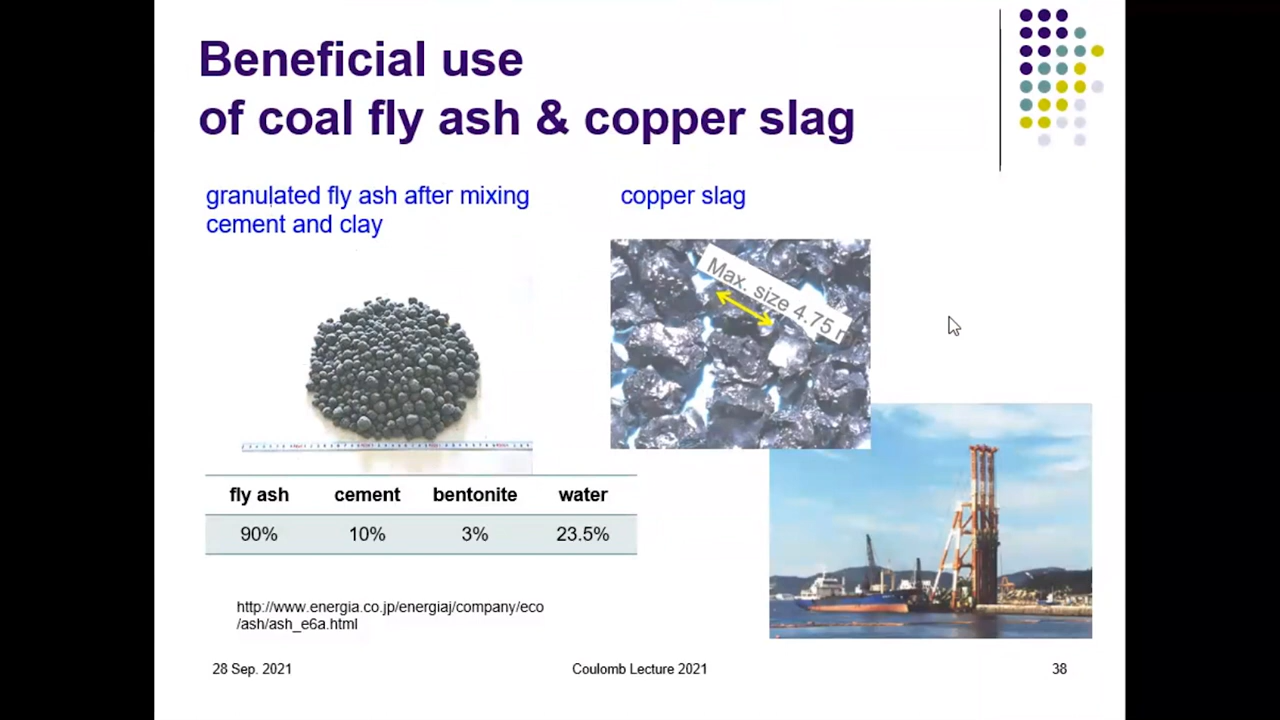 Beneficial use
of coal fly ash & copper slag
granulated fly ash after mixing
cement and clay
copper slag
Max. size 4.75
fly ash cement bentonite water
90% 10% 3% 23.5%
http://www.energia.co.jp/energiaj/company/eco
/ash/ash_e6a.html
28 Sep. 2021 Coulomb Lecture 2021 38